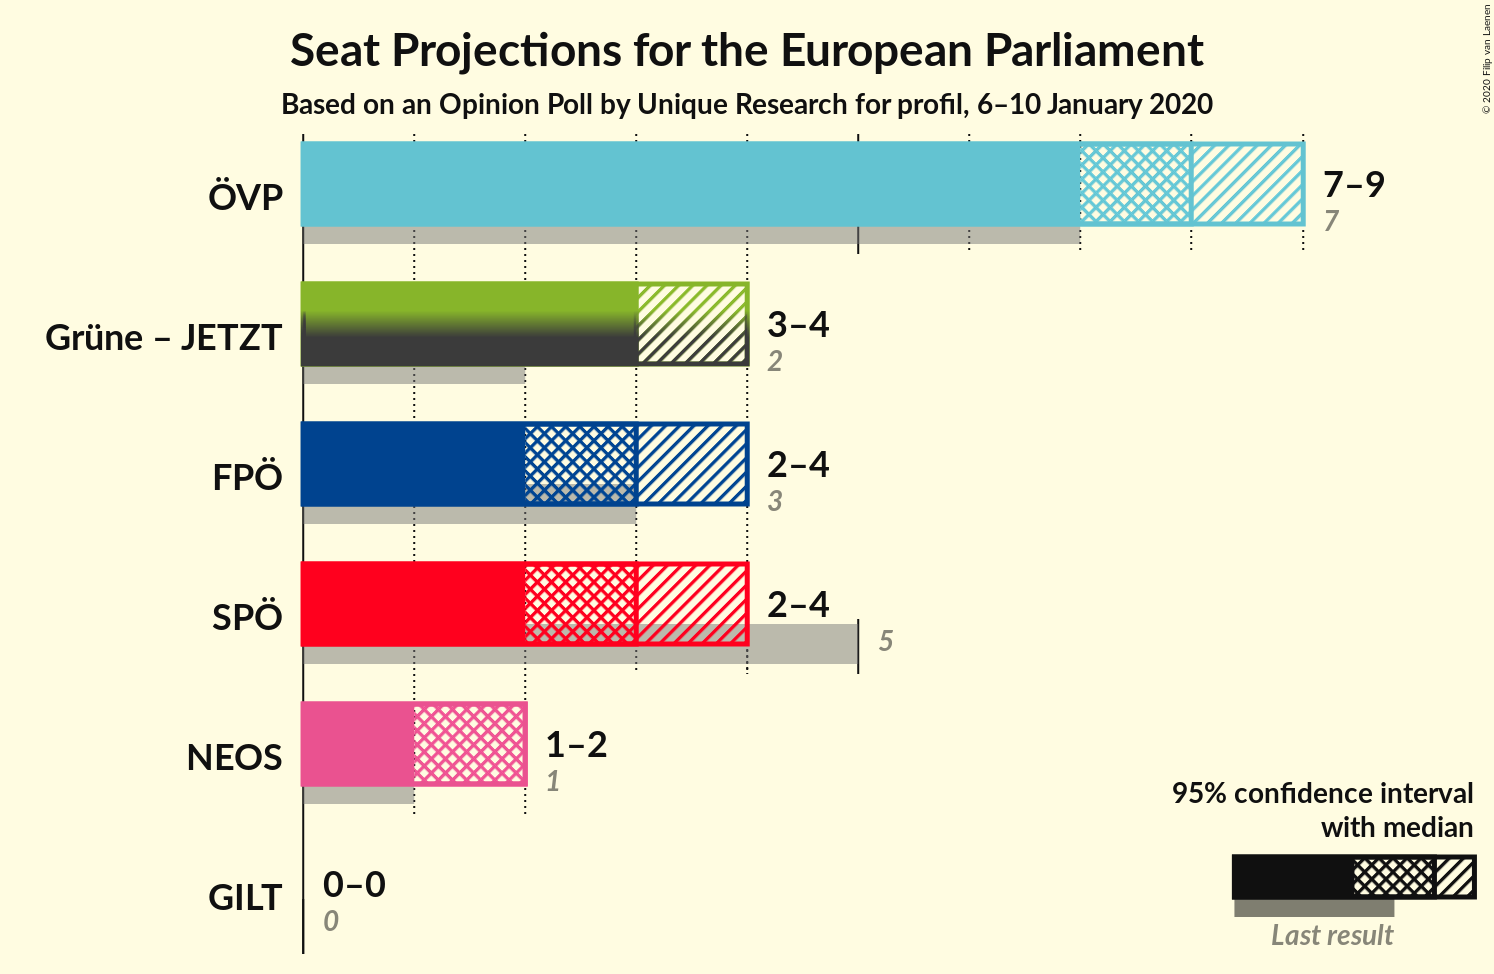 Seat Projections for the European Parliament
Based on an Opinion Poll by Unique Research for profil, 6–10 January 2020
© 2020 Filip van Laenen
ÖVP
7–9
7
Grüne – JETZT
3–4
2
FPÖ
2–4
3
SPÖ
2–4
5
NEOS
1–2
1
GILT
0–0
0
95% confidence interval
with median
Last result